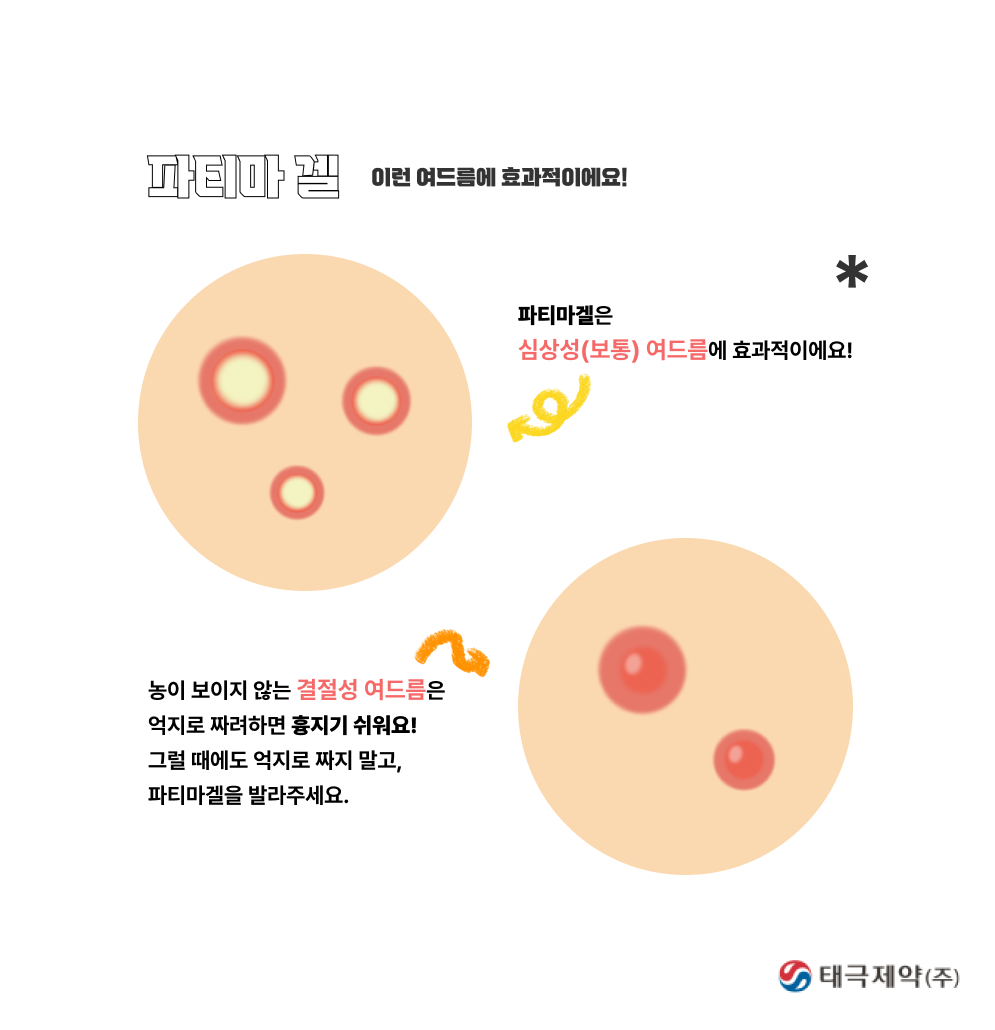 파티마 겔 이런 여드름에 효과적이에요!
*
파티마겔은
심상성(보통) 여드름에 효과적이에요!
농이 보이지 않는 결절성 여드름은
억지로 짜려하면 흉지기 쉬워요!
그럴 때에도 억지로 짜지 말고,
파티마겔을 발라주세요.
태극제약(주)